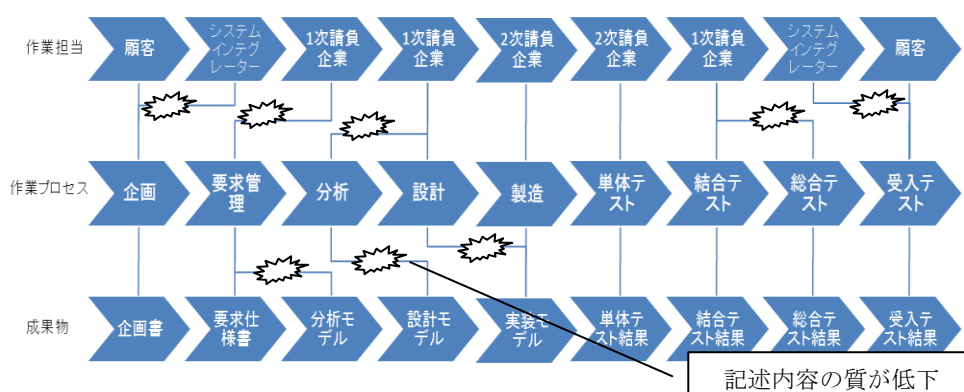 作業担当
顧客
システム
インテグ
レーター
1次請負
企業
1次請負
企業
2次請負
企業
2次請負
企業
1次請負
企業
システム
インテグ
レーター
顧客
作業プロセス
企画
要求管
理
分析
設計
製造
単体テ
スト
結合テ
スト
総合テ
スト
受入テ
スト
成果物
企画書
要求仕
様書
分析モ
デル
設計モ
デル
実装モ
デル
単体テ
スト結果
結合テ
スト結果
総合テ
スト結果
受入テ
スト結果
記述内容の質が低下